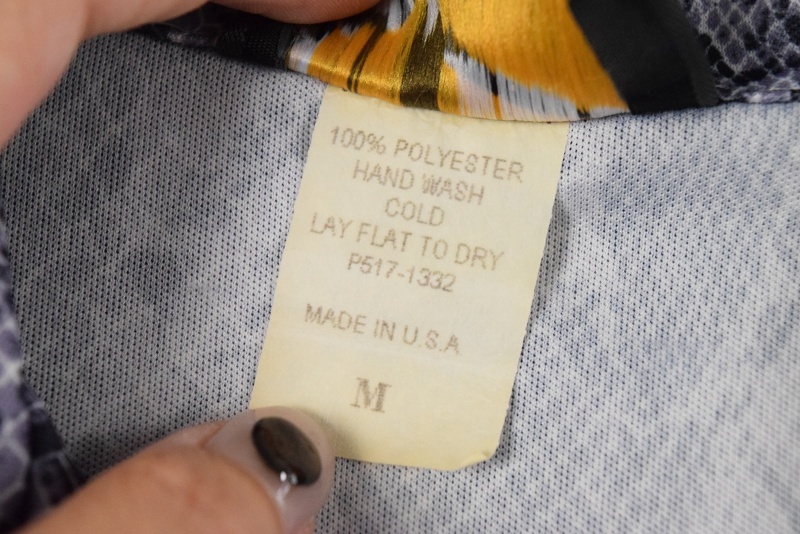 100% POLYESTER
HAND WASH
COLD
LAY FLAT TO DRY
P517-1332
MADE IN U.S.A
M